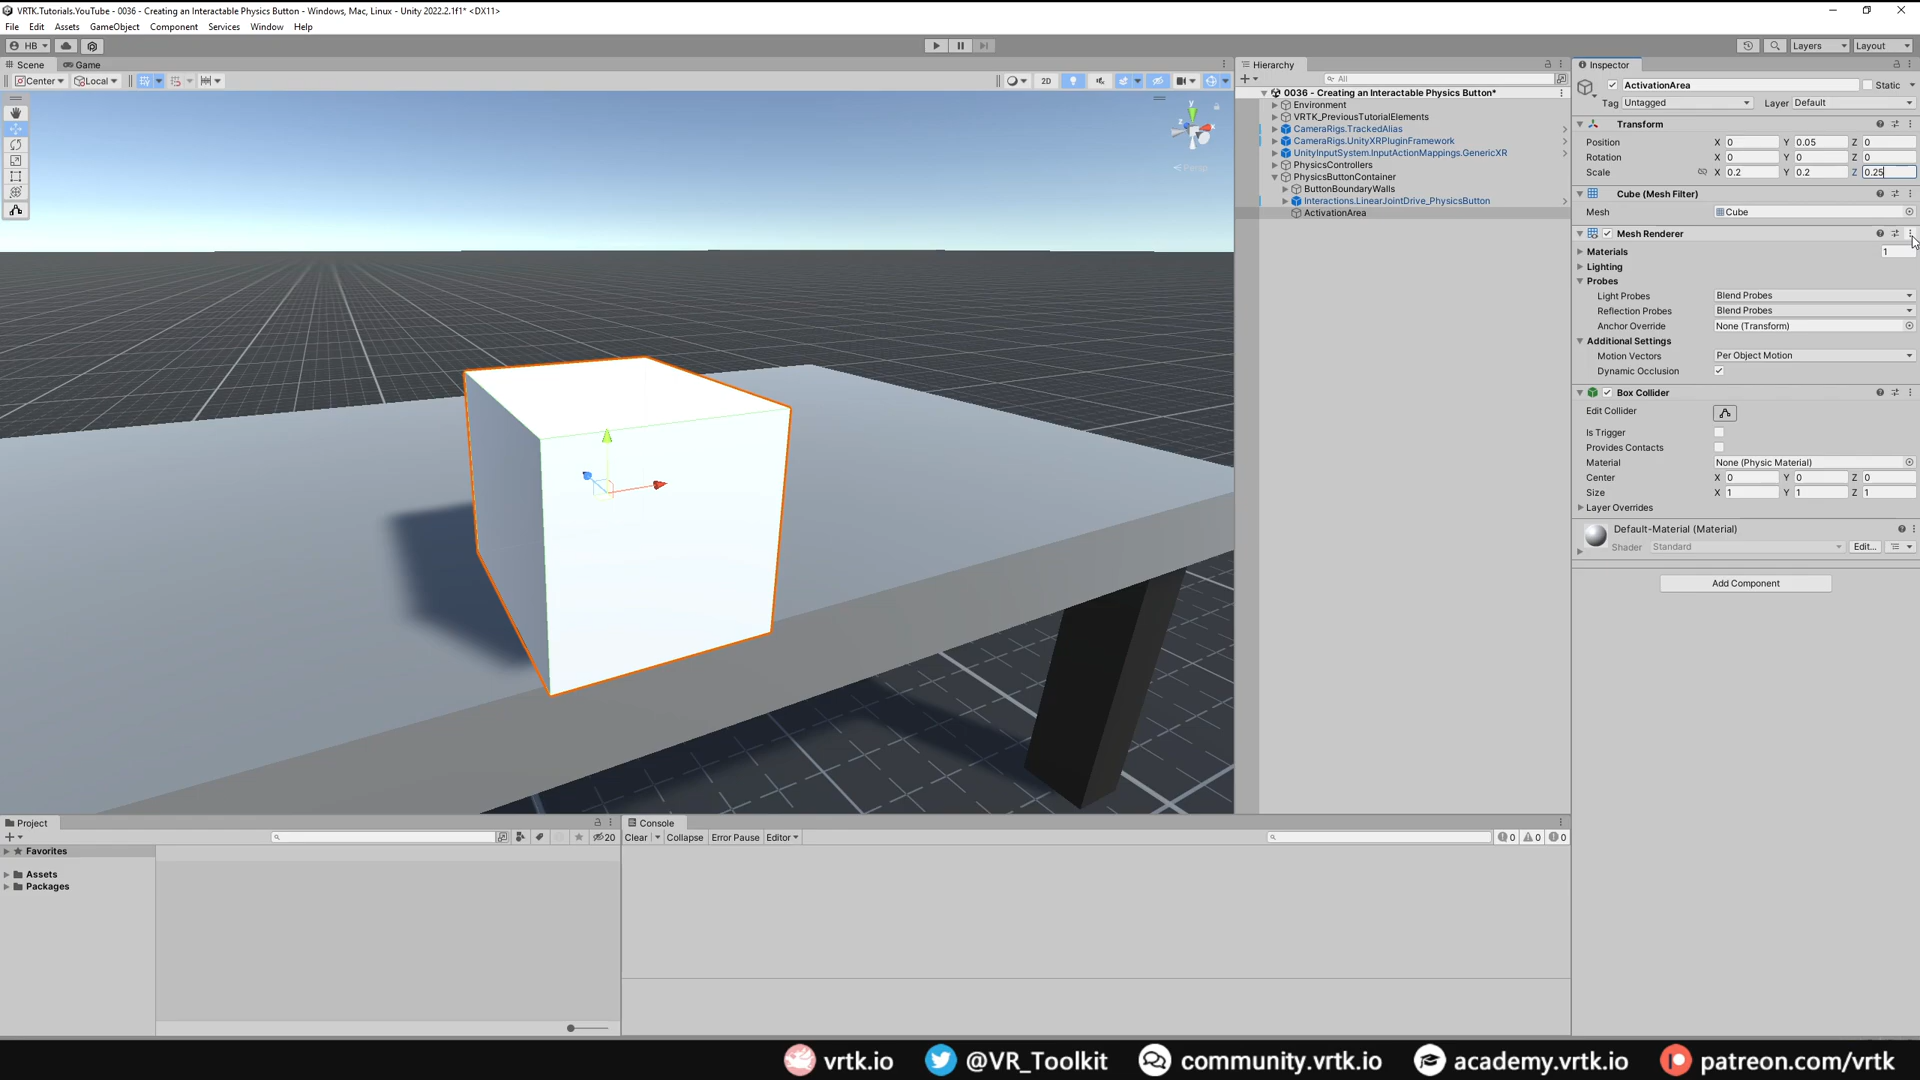 VRTK.Tutorials.YouTube - 0036 - Creating an Interactable Physics Button - Windows, Mac, Linux - Unity 2022.2.1f1* <DX11>
File Edit Assets GameObject Component Services Window Help
HB
Layers Layout
Scene Game
Center Local
2D
y
x
z
Persp
Hierarchy
All
0036 - Creating an Interactable Physics Button*
Environment
VRTK_PreviousTutorialElements
CameraRigs.TrackedAlias
CameraRigs.UnityXRPluginFramework
UnityInputSystem.InputActionMappings.GenericXR
PhysicsControllers
PhysicsButtonContainer
ButtonBoundaryWalls
Interactions.LinearJointDrive_PhysicsButton
ActivationArea
Inspector
ActivationArea Static
Tag Untagged Layer Default
Transform
Position X 0 Y 0.05 Z 0
Rotation X 0 Y 0 Z 0
Scale X 0.2 Y 0.2 Z 0.25
Cube (Mesh Filter)
Mesh Cube
Mesh Renderer
Materials 1
Lighting
Probes
Light Probes Blend Probes
Reflection Probes Blend Probes
Anchor Override None (Transform)
Additional Settings
Motion Vectors Per Object Motion
Dynamic Occlusion
Box Collider
Edit Collider
Is Trigger
Provides Contacts
Material None (Physic Material)
Center X 0 Y 0 Z 0
Size X 1 Y 1 Z 1
Layer Overrides
Default-Material (Material)
Shader Standard Edit...
Add Component
Project
20
Favorites
Assets
Packages
Console
Clear Collapse Error Pause Editor
0 0 0
vrtk.io @VR_Toolkit community.vrtk.io academy.vrtk.io patreon.com/vrtk